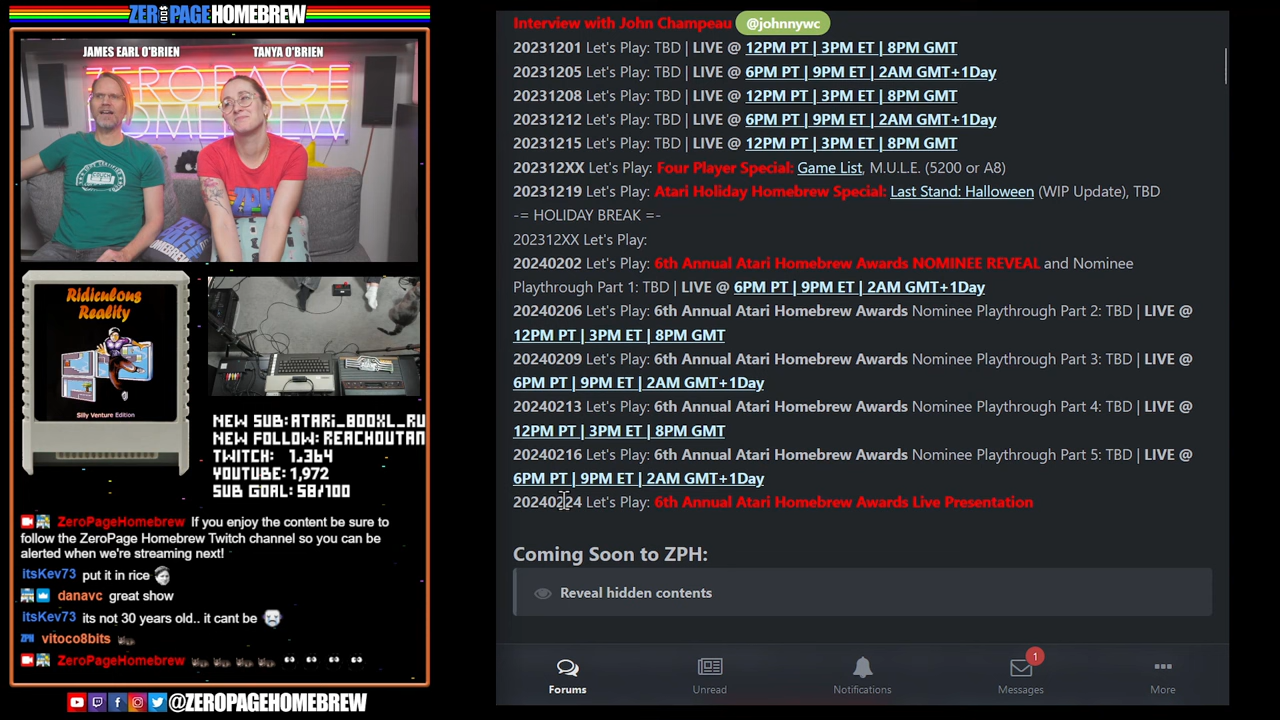 ZEROPAGEHOMEBREW
JAMES EARL O'BRIEN
TANYA O'BRIEN
ZEROPAGE
HOMEBREW
Ridiculous
Reality
Silly Venture Edition
NEW SUB:ATARI_800XL_RU
NEW FOLLOW:REACHOUTAN
TWITCH: 1,364
YOUTUBE: 1,972
SUB GOAL:58/100
ZeroPageHomebrew If you enjoy the content be sure to
follow the ZeroPage Homebrew Twitch channel so you can be
alerted when we're streaming next!
itsKev73 put it in rice
danavc great show
itsKev73 its not 30 years old.. it cant be
ZPH vitoco8bits
ZeroPageHomebrew
@ZEROPAGEHOMEBREW
Interview with John Champeau @johnnywc
20231201 Let's Play: TBD | LIVE @ 12PM PT | 3PM ET | 8PM GMT
20231205 Let's Play: TBD | LIVE @ 6PM PT | 9PM ET | 2AM GMT+1Day
20231208 Let's Play: TBD | LIVE @ 12PM PT | 3PM ET | 8PM GMT
20231212 Let's Play: TBD | LIVE @ 6PM PT | 9PM ET | 2AM GMT+1Day
20231215 Let's Play: TBD | LIVE @ 12PM PT | 3PM ET | 8PM GMT
202312XX Let's Play: Four Player Special: Game List, M.U.L.E. (5200 or A8)
20231219 Let's Play: Atari Holiday Homebrew Special: Last Stand: Halloween (WIP Update), TBD
-= HOLIDAY BREAK =-
202312XX Let's Play:
20240202 Let's Play: 6th Annual Atari Homebrew Awards NOMINEE REVEAL and Nominee
Playthrough Part 1: TBD | LIVE @ 6PM PT | 9PM ET | 2AM GMT+1Day
20240206 Let's Play: 6th Annual Atari Homebrew Awards Nominee Playthrough Part 2: TBD | LIVE @
12PM PT | 3PM ET | 8PM GMT
20240209 Let's Play: 6th Annual Atari Homebrew Awards Nominee Playthrough Part 3: TBD | LIVE @
6PM PT | 9PM ET | 2AM GMT+1Day
20240213 Let's Play: 6th Annual Atari Homebrew Awards Nominee Playthrough Part 4: TBD | LIVE @
12PM PT | 3PM ET | 8PM GMT
20240216 Let's Play: 6th Annual Atari Homebrew Awards Nominee Playthrough Part 5: TBD | LIVE @
6PM PT | 9PM ET | 2AM GMT+1Day
20240224 Let's Play: 6th Annual Atari Homebrew Awards Live Presentation
Coming Soon to ZPH:
Reveal hidden contents
1
Forums
Unread
Notifications
Messages
More